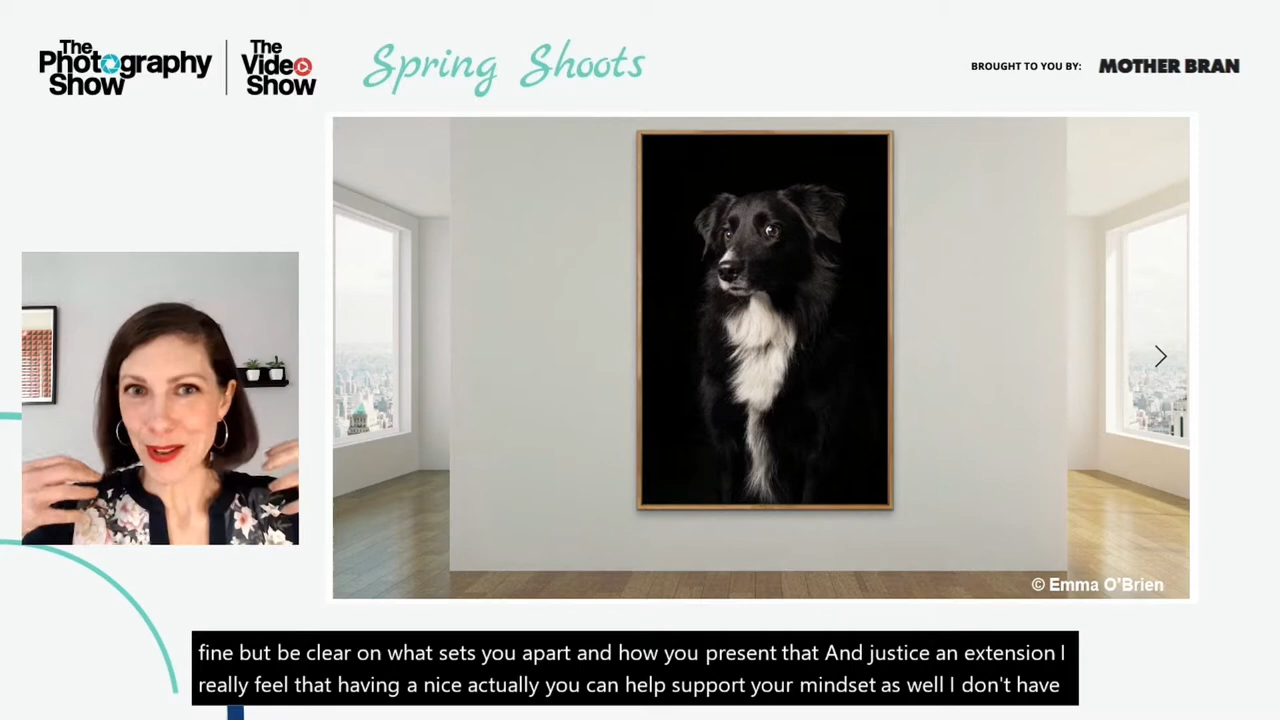 The
Photography
Show
The
Video
Show
Spring Shoots
BROUGHT TO YOU BY:
MOTHER BRAN
© Emma O'Brien
fine but be clear on what sets you apart and how you present that And justice an extension I
really feel that having a nice actually you can help support your mindset as well I don't have